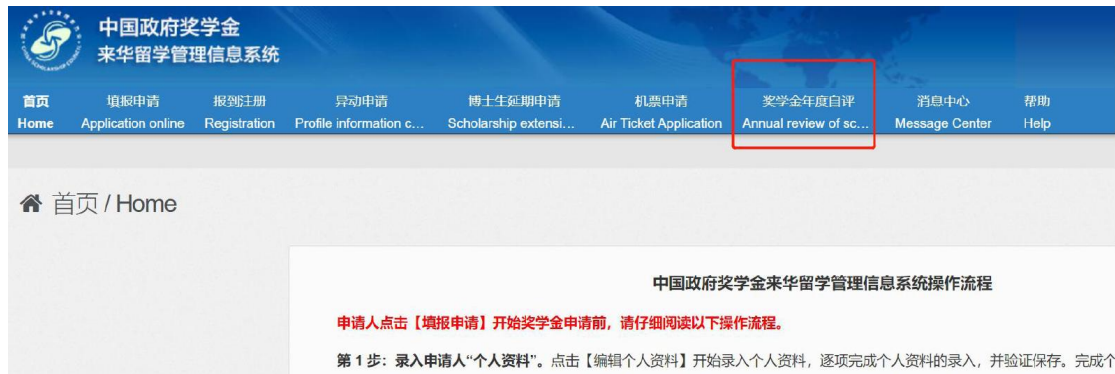 中国政府奖学金
来华留学管理信息系统
首页 填报申请 报到注册 异动申请 博士生延期申请 机票申请 奖学金年度自评 消息中心 帮助
Home Application online Registration Profile information c... Scholarship extensi... Air Ticket Application Annual review of sc... Message Center Help
首页 / Home
中国政府奖学金来华留学管理信息系统操作流程
申请人点击【填报申请】开始奖学金申请前，请仔细阅读以下操作流程。
第 1 步：录入申请人“个人资料”。点击【编辑个人资料】开始录入个人资料，逐项完成个人资料的录入，并验证保存。完成个